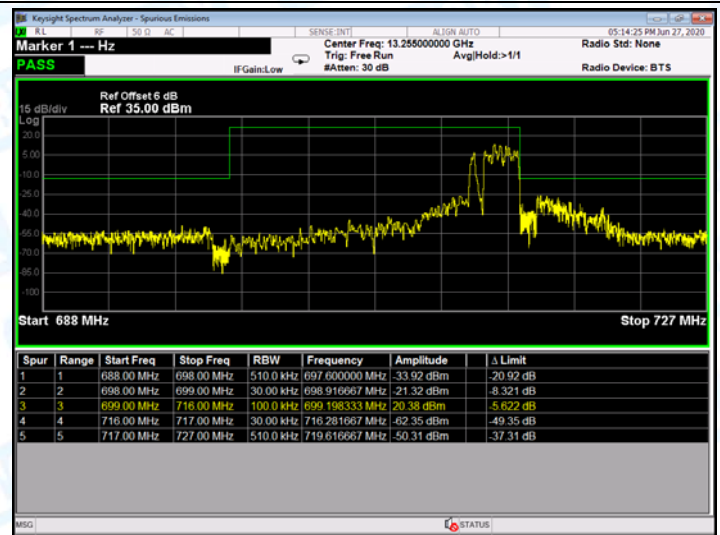 Keysight Spectrum Analyzer - Spurious Emissions
RL RF 50 Ω AC SENSE:INT ALIGN AUTO 05:14:25 PM Jun 27, 2020
Marker 1 --- Hz Center Freq: 13.255000000 GHz Radio Std: None
Trig: Free Run Avg|Hold:>1/1
PASS IFGain:Low #Atten: 30 dB Radio Device: BTS
Ref Offset 6 dB
15 dB/div Ref 35.00 dBm
Log
20.0
5.00
-10.0
-25.0
-40.0
-55.0
-70.0
-85.0
-100
Start 688 MHz Stop 727 MHz
Spur Range Start Freq Stop Freq RBW Frequency Amplitude Δ Limit
1 1 688.00 MHz 698.00 MHz 510.0 kHz 697.600000 MHz -33.92 dBm -20.92 dB
2 2 698.00 MHz 699.00 MHz 30.00 kHz 698.916667 MHz -21.32 dBm -8.321 dB
3 3 699.00 MHz 716.00 MHz 100.0 kHz 699.198333 MHz 20.38 dBm -5.622 dB
4 4 716.00 MHz 717.00 MHz 30.00 kHz 716.281667 MHz -62.35 dBm -49.35 dB
5 5 717.00 MHz 727.00 MHz 510.0 kHz 719.616667 MHz -50.31 dBm -37.31 dB
MSG STATUS